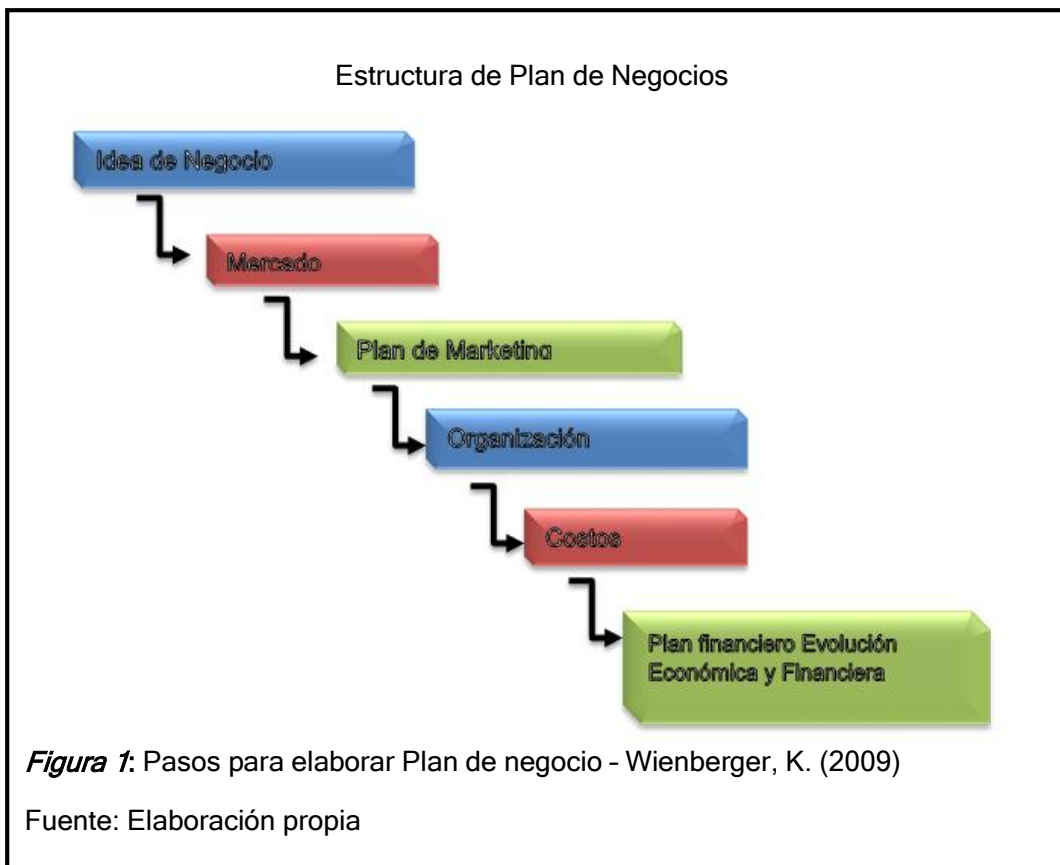 Estructura de Plan de Negocios
Idea de Negocio
Mercado
Plan de Marketing
Organización
Costos
Plan financiero Evolución
Económica y Financiera
Figura 1: Pasos para elaborar Plan de negocio - Wienberger, K. (2009)
Fuente: Elaboración propia